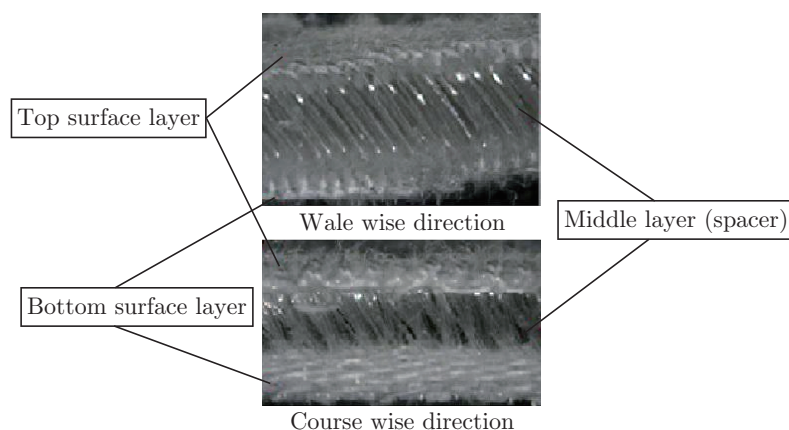 Top surface layer
Wale wise direction
Middle layer (spacer)
Bottom surface layer
Course wise direction